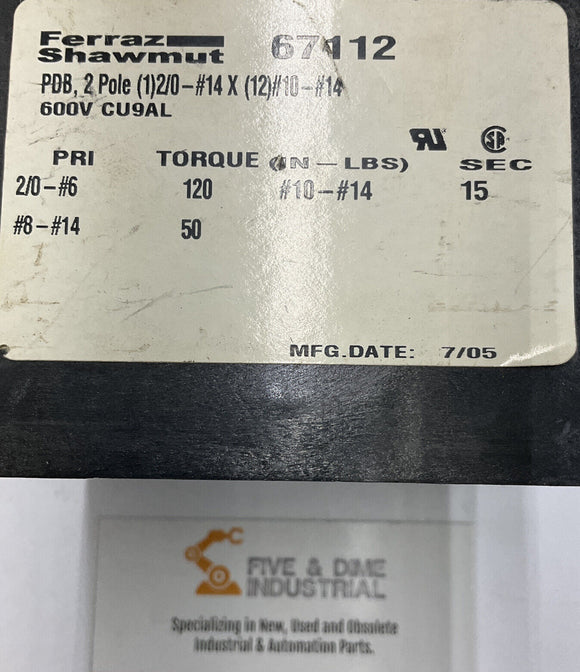 Ferraz
Shawmut 67112
PDB, 2 Pole (1)2/0-#14 X (12)#10-#14
600V CU9AL
PRI TORQUE (IN-LBS) SEC
2/0-#6 120 #10-#14 15
#8-#14 50
MFG.DATE: 7/05
FIVE & DIME
INDUSTRIAL
Specializing in New, Used and Obsolete
Industrial & Automation Parts.